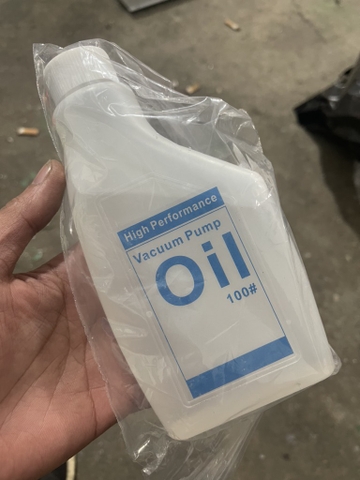 High Performance
Vacuum Pump
Oil
100#